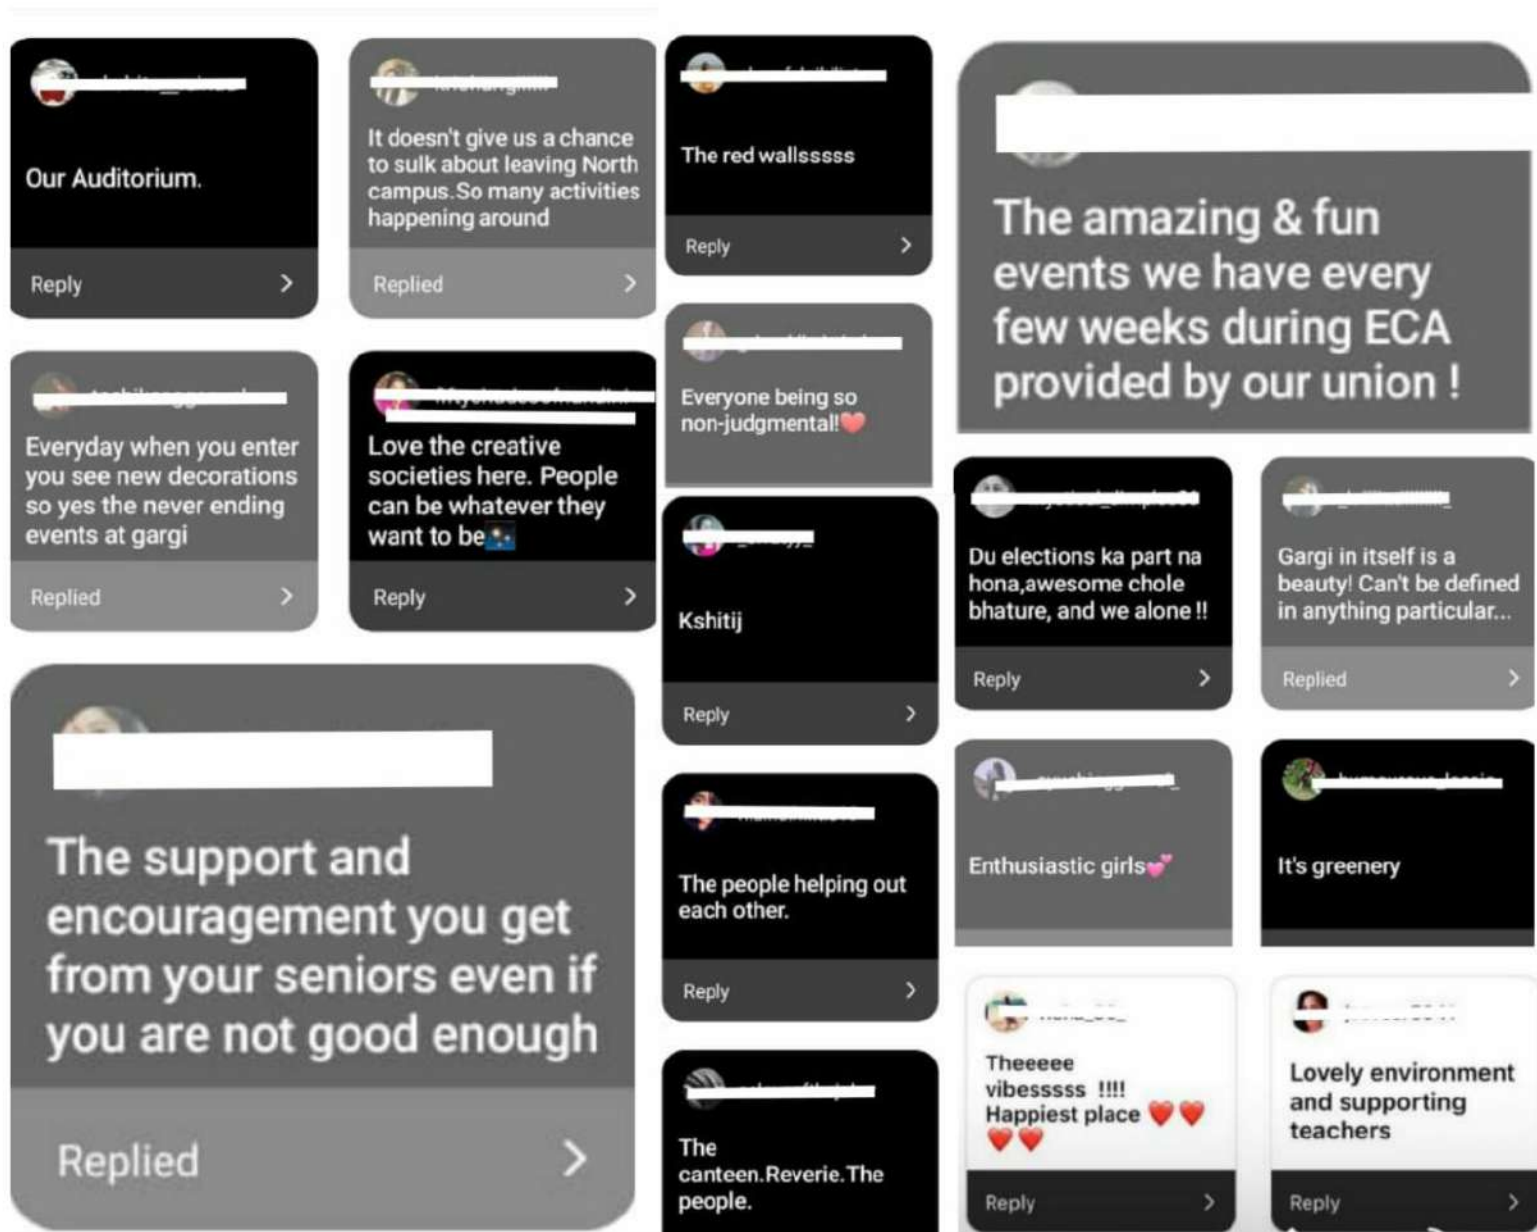 Our Auditorium.
Reply
It doesn't give us a chance
to sulk about leaving North
campus.So many activities
happening around
Replied
Everyday when you enter
you see new decorations
so yes the never ending
events at gargi
Replied
Love the creative
societies here. People
can be whatever they
want to be
Reply
The support and
encouragement you get
from your seniors even if
you are not good enough
Replied
The red wallsssss
Reply
Everyone being so
non-judgmental!❤️
Kshitij
Reply
The people helping out
each other.
Reply
The
canteen.Reverie.The
people.
The amazing & fun
events we have every
few weeks during ECA
provided by our union !
Du elections ka part na
hona,awesome chole
bhature, and we alone !!
Reply
Gargi in itself is a
beauty! Can't be defined
in anything particular...
Replied
Enthusiastic girls💕
It's greenery
Theeeee
vibesssss !!!!
Happiest place ❤️❤️
❤️❤️
Reply
Lovely environment
and supporting
teachers
Reply